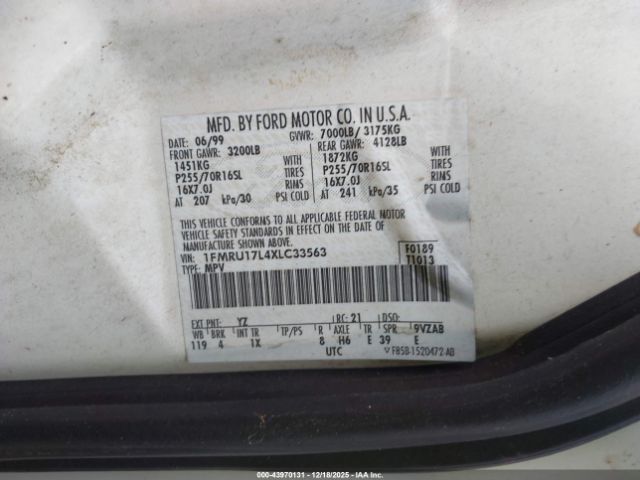 MFD. BY FORD MOTOR CO. IN U.S.A.
DATE: 06/99 GVWR: 7000LB/ 3175KG
FRONT GAWR: 3200LB REAR GAWR: 4128LB
1451KG WITH 1872KG WITH
P255/70R16SL TIRES P255/70R16SL TIRES
16X7.0J RIMS 16X7.0J RIMS
AT 207 kPa/30 PSI COLD AT 241 kPa/35 PSI COLD
THIS VEHICLE CONFORMS TO ALL APPLICABLE FEDERAL MOTOR
VEHICLE SAFETY STANDARDS IN EFFECT ON THE DATE OF
MANUFACTURE SHOWN ABOVE.
VIN: 1FMRU17L4XLC33563 F0189
TYPE: MPV T1013
EXT PNT: YZ RC: 21 DSO:
WB BRK INT TR TP/PS R AXLE TR SPR 9VZAB
119 4 1X 8 H6 E 39 E
UTC F85B-1520472-AB
000-43970131 - 12/18/2025 - IAA Inc.